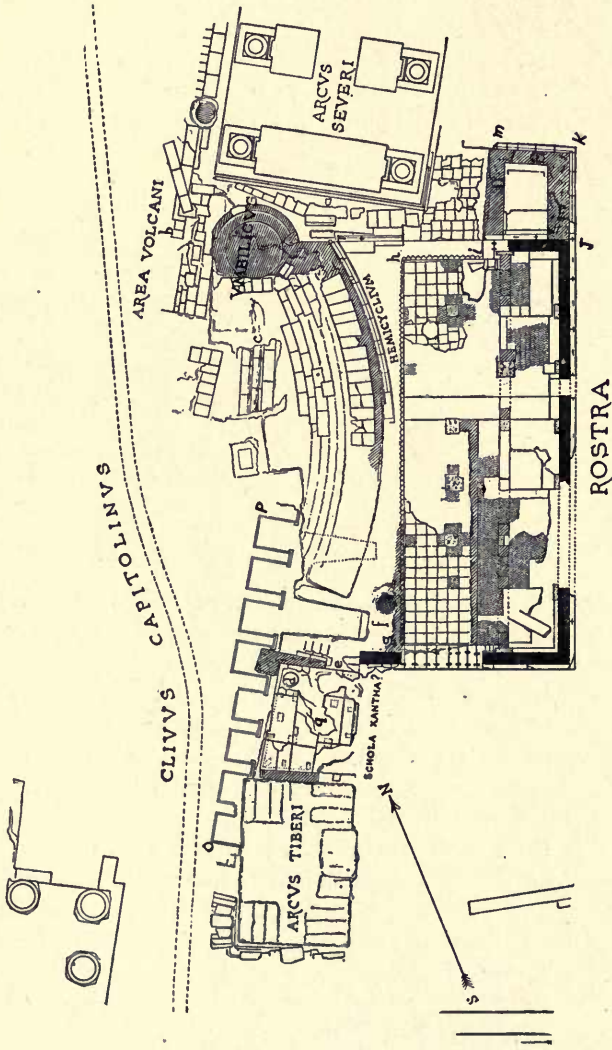 CLIVVS CAPITOLINVS
AREA VOLCANI
VMBILICVS
ARCVS
SEVERI
HEMICYCLIVM
ARCVS TIBERI
SCHOLA XANTHA?
ROSTRA
N
S
P
O
q
c
e
f
g
h
i
J
k
m